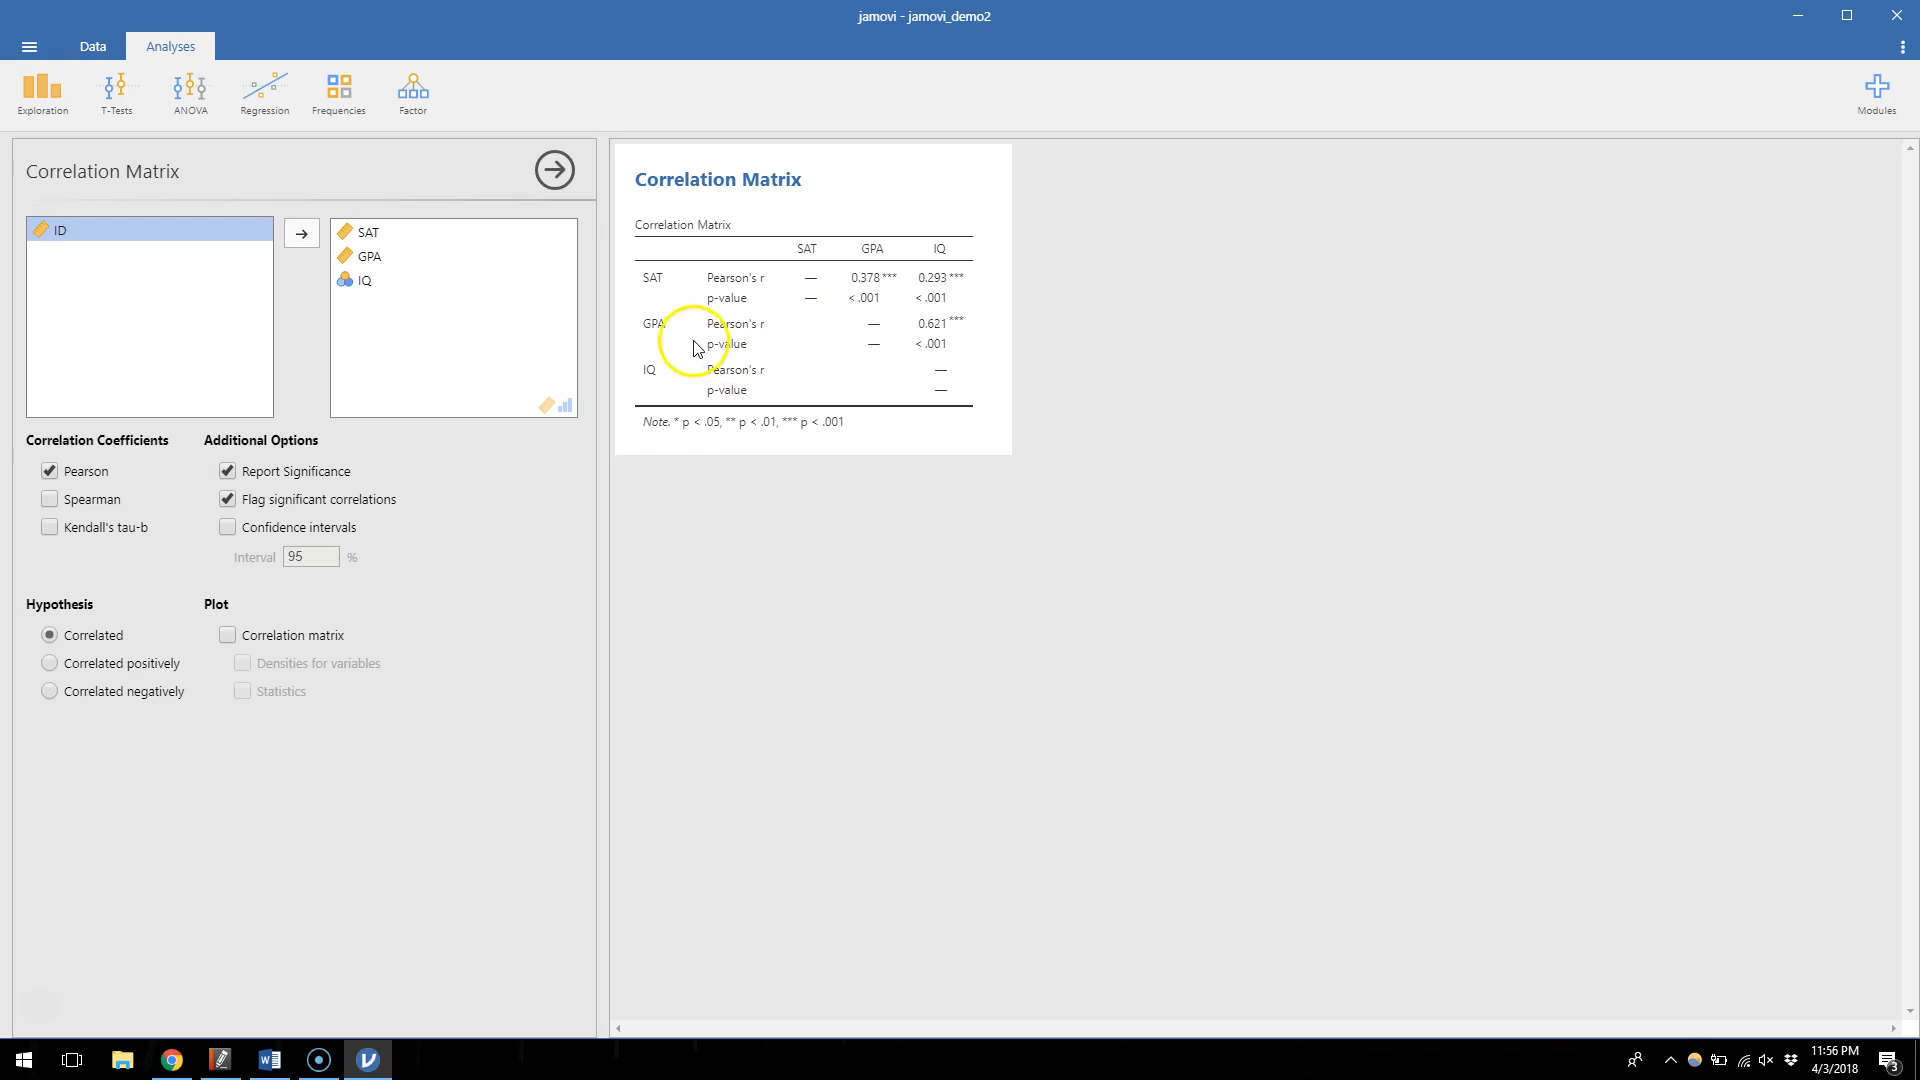 jamovi - jamovi_demo2
Data Analyses
Exploration T-Tests ANOVA Regression Frequencies Factor Modules
Correlation Matrix
ID
SAT
GPA
IQ
Correlation Coefficients
Pearson
Spearman
Kendall's tau-b
Additional Options
Report Significance
Flag significant correlations
Confidence intervals
Interval 95 %
Hypothesis
Correlated
Correlated positively
Correlated negatively
Plot
Correlation matrix
Densities for variables
Statistics
Correlation Matrix
Correlation Matrix
SAT GPA IQ
SAT Pearson's r — 0.378 *** 0.293 ***
p-value — < .001 < .001
GPA Pearson's r — 0.621 ***
p-value — < .001
IQ Pearson's r —
p-value —
Note. * p < .05, ** p < .01, *** p < .001
11:56 PM
4/3/2018
3